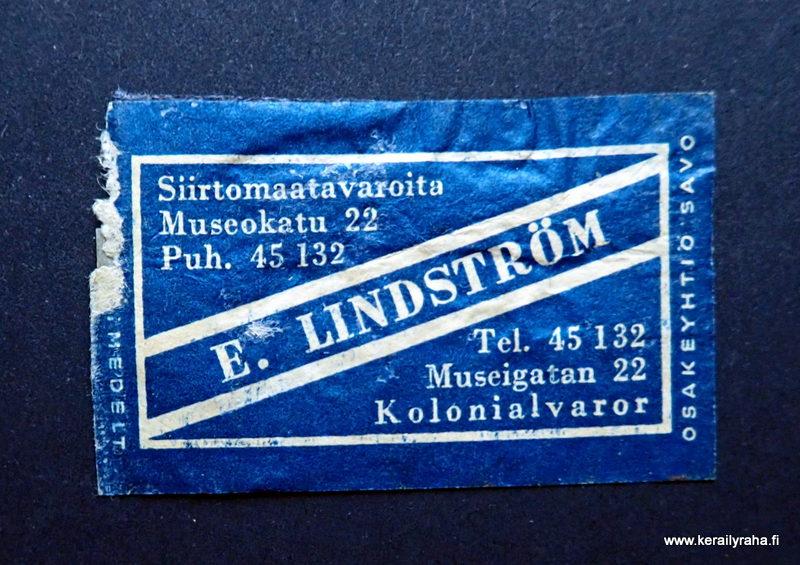 Siirtomaatavaroita
Museokatu 22
Puh. 45 132
E. LINDSTRÖM
Tel. 45 132
Museigatan 22
Kolonialvaror
OSAKEYHTIÖ SAVO
www.kerailyraha.fi